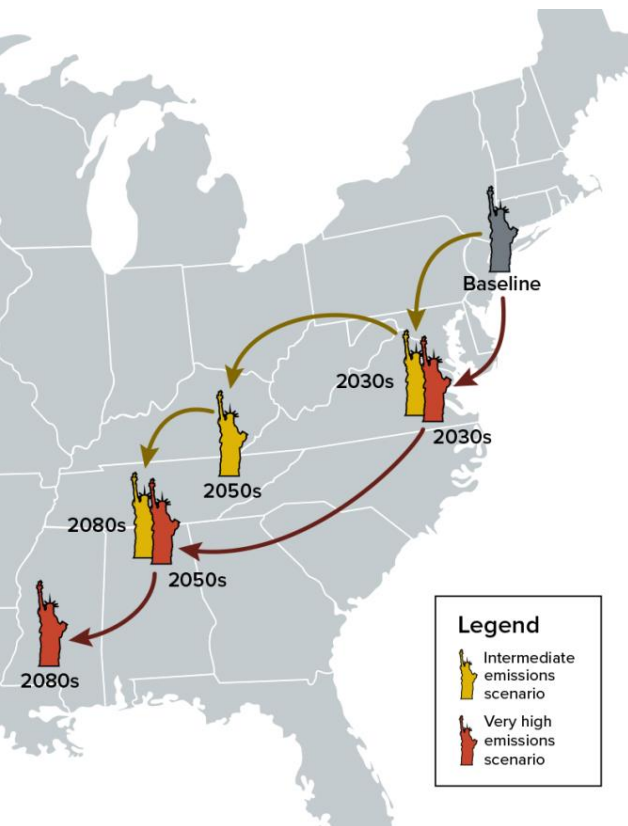 Baseline
2030s
2030s
2050s
2080s
2050s
2080s
Legend
Intermediate
emissions
scenario
Very high
emissions
scenario